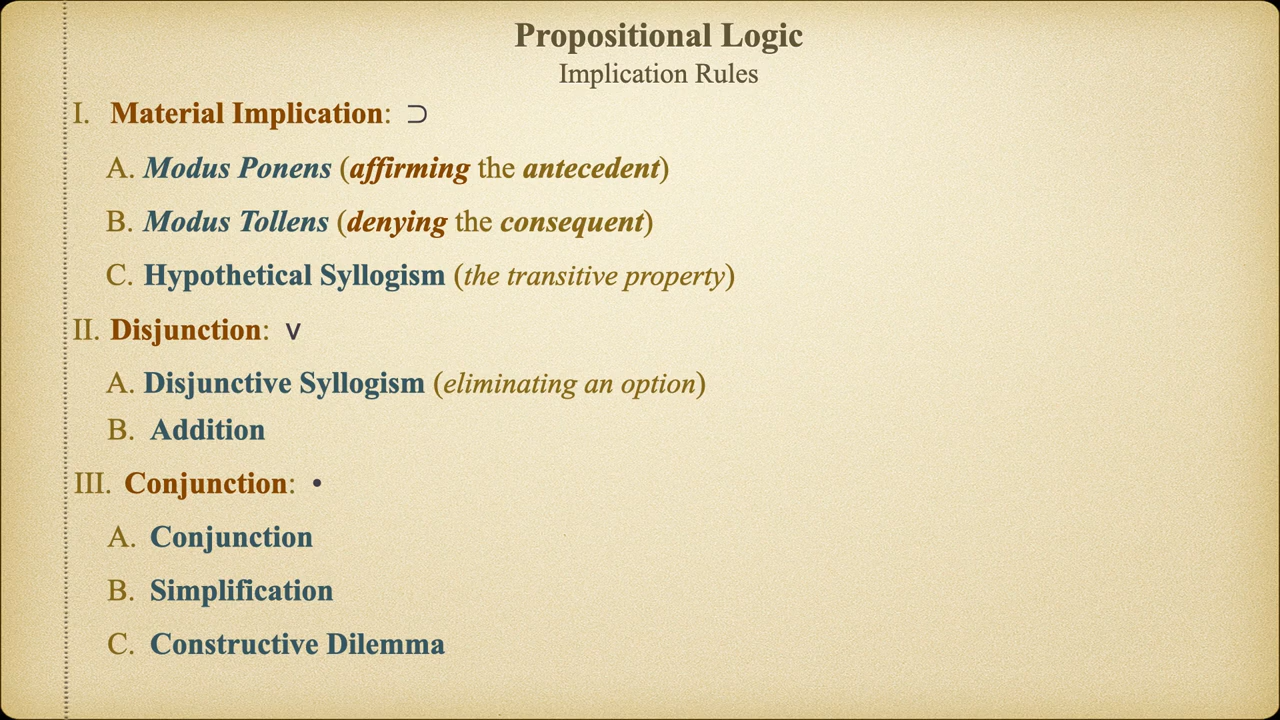 Propositional Logic
Implication Rules
I. Material Implication: ⊃
A. Modus Ponens (affirming the antecedent)
B. Modus Tollens (denying the consequent)
C. Hypothetical Syllogism (the transitive property)
II. Disjunction: ∨
A. Disjunctive Syllogism (eliminating an option)
B. Addition
III. Conjunction: •
A. Conjunction
B. Simplification
C. Constructive Dilemma